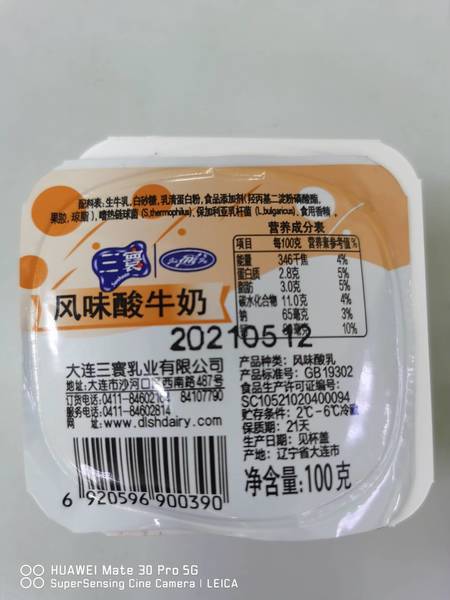 配料表:生牛乳,白砂糖,乳清蛋白粉,食品添加剂(羟丙基二淀粉磷酸酯,
果胶,琼脂),嗜热链球菌(S.thermophilus),保加利亚乳杆菌(L.bulgaricus),食用香精.
营养成分表
项目 每100克 营养素参考值%
能量 346千焦 4%
蛋白质 2.8克 5%
脂肪 3.0克 5%
碳水化合物 11.0克 4%
钠 65毫克 3%
10%
三寰
风味酸牛奶
20210512
大连三寰乳业有限公司
地址:大连市沙河口区西南路487号
订货电话:0411-84602 84107790
服务电话:0411-84602814
网 址:www.dlshdairy.com
产品种类:风味酸乳
产品标准号:GB19302
食品生产许可证编号:
SC10521020400094
贮存条件:2℃-6℃冷藏
保质期:21天
生产日期:见杯盖
产地:辽宁省大连市
净含量:100克
6 920596 900390
HUAWEI Mate 30 Pro 5G
SuperSensing Cine Camera | LEICA